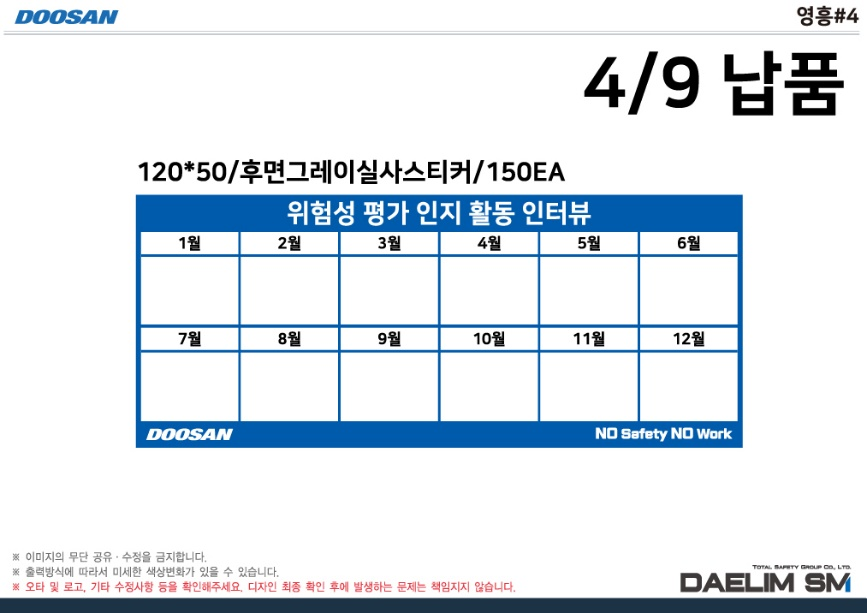 DOOSAN
영흥#4
4/9 납품
120*50/후면그레이실사스티커/150EA
위험성 평가 인지 활동 인터뷰
1월 2월 3월 4월 5월 6월
7월 8월 9월 10월 11월 12월
DOOSAN
NO Safety NO Work
※ 이미지의 무단 공유 · 수정을 금지합니다.
※ 출력방식에 따라서 미세한 색상변화가 있을 수 있습니다.
※ 오타 및 로고, 기타 수정사항 등을 확인해주세요. 디자인 최종 확인 후에 발생하는 문제는 책임지지 않습니다.
TOTAL SAFETY GROUP CO., LTD.
DAELIM SM